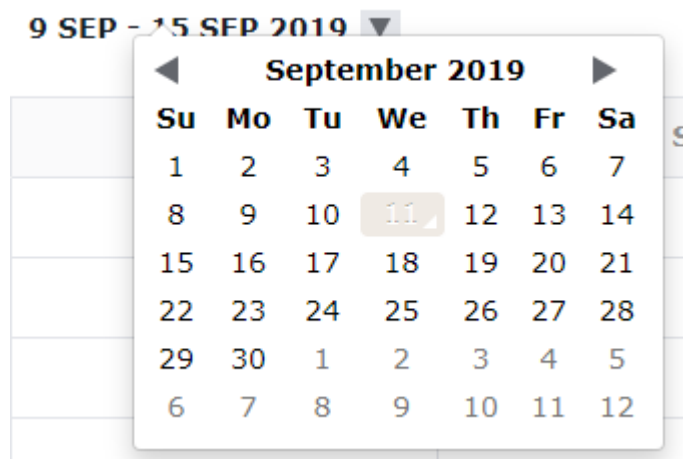 9 SEP - 15 SEP 2019 ▼
◀ September 2019 ▶
Su Mo Tu We Th Fr Sa
1 2 3 4 5 6 7
8 9 10 11 12 13 14
15 16 17 18 19 20 21
22 23 24 25 26 27 28
29 30 1 2 3 4 5
6 7 8 9 10 11 12